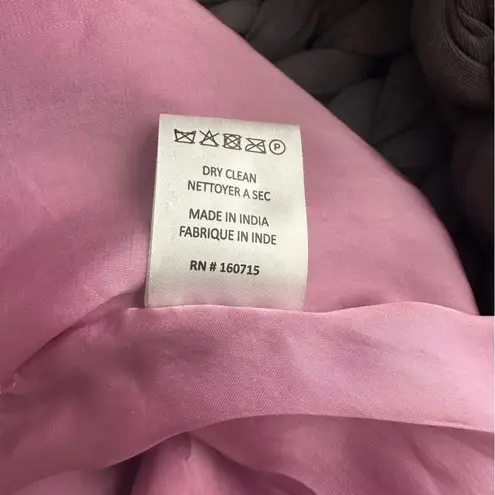 P
DRY CLEAN
NETTOYER A SEC
MADE IN INDIA
FABRIQUE IN INDE
RN # 160715